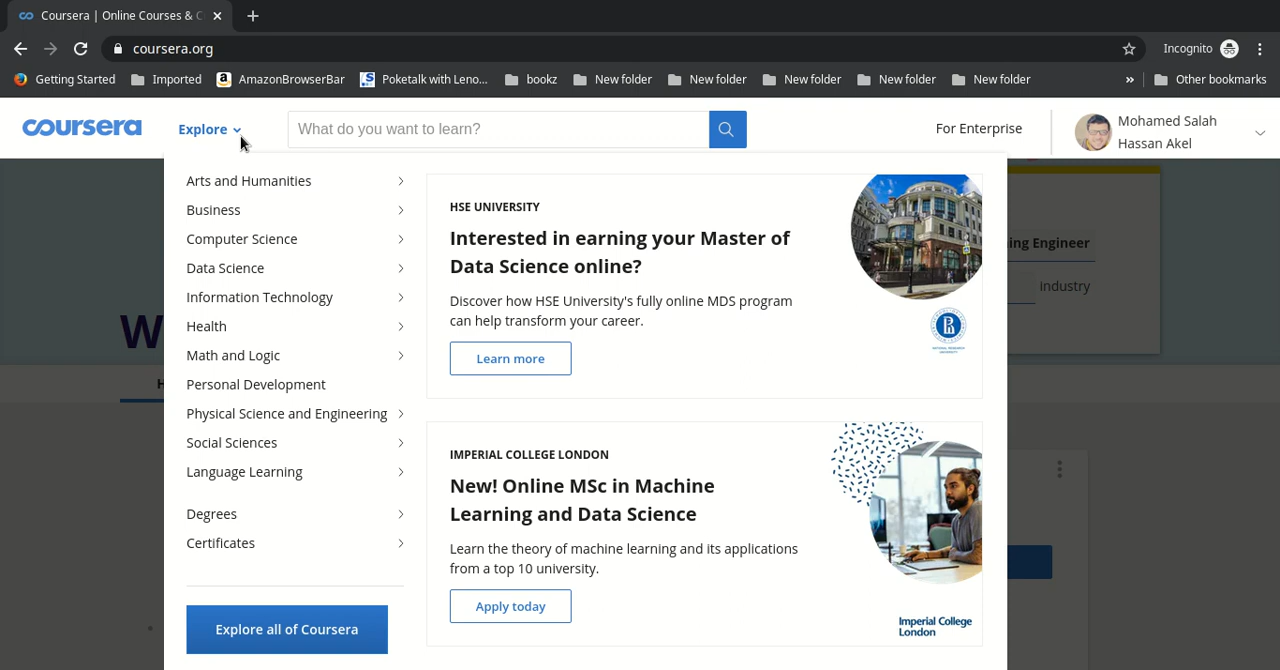 Coursera | Online Courses & C
coursera.org
Incognito
Getting Started
Imported
AmazonBrowserBar
Poketalk with Leno...
bookz
New folder
New folder
New folder
New folder
New folder
»
Other bookmarks
coursera
Explore
What do you want to learn?
For Enterprise
Mohamed Salah
Hassan Akel
Arts and Humanities
Business
Computer Science
Data Science
Information Technology
Health
Math and Logic
Personal Development
Physical Science and Engineering
Social Sciences
Language Learning
Degrees
Certificates
Explore all of Coursera
HSE UNIVERSITY
Interested in earning your Master of
Data Science online?
Discover how HSE University's fully online MDS program
can help transform your career.
Learn more
IMPERIAL COLLEGE LONDON
New! Online MSc in Machine
Learning and Data Science
Learn the theory of machine learning and its applications
from a top 10 university.
Apply today
Imperial College
London
W
H
ing Engineer
Industry